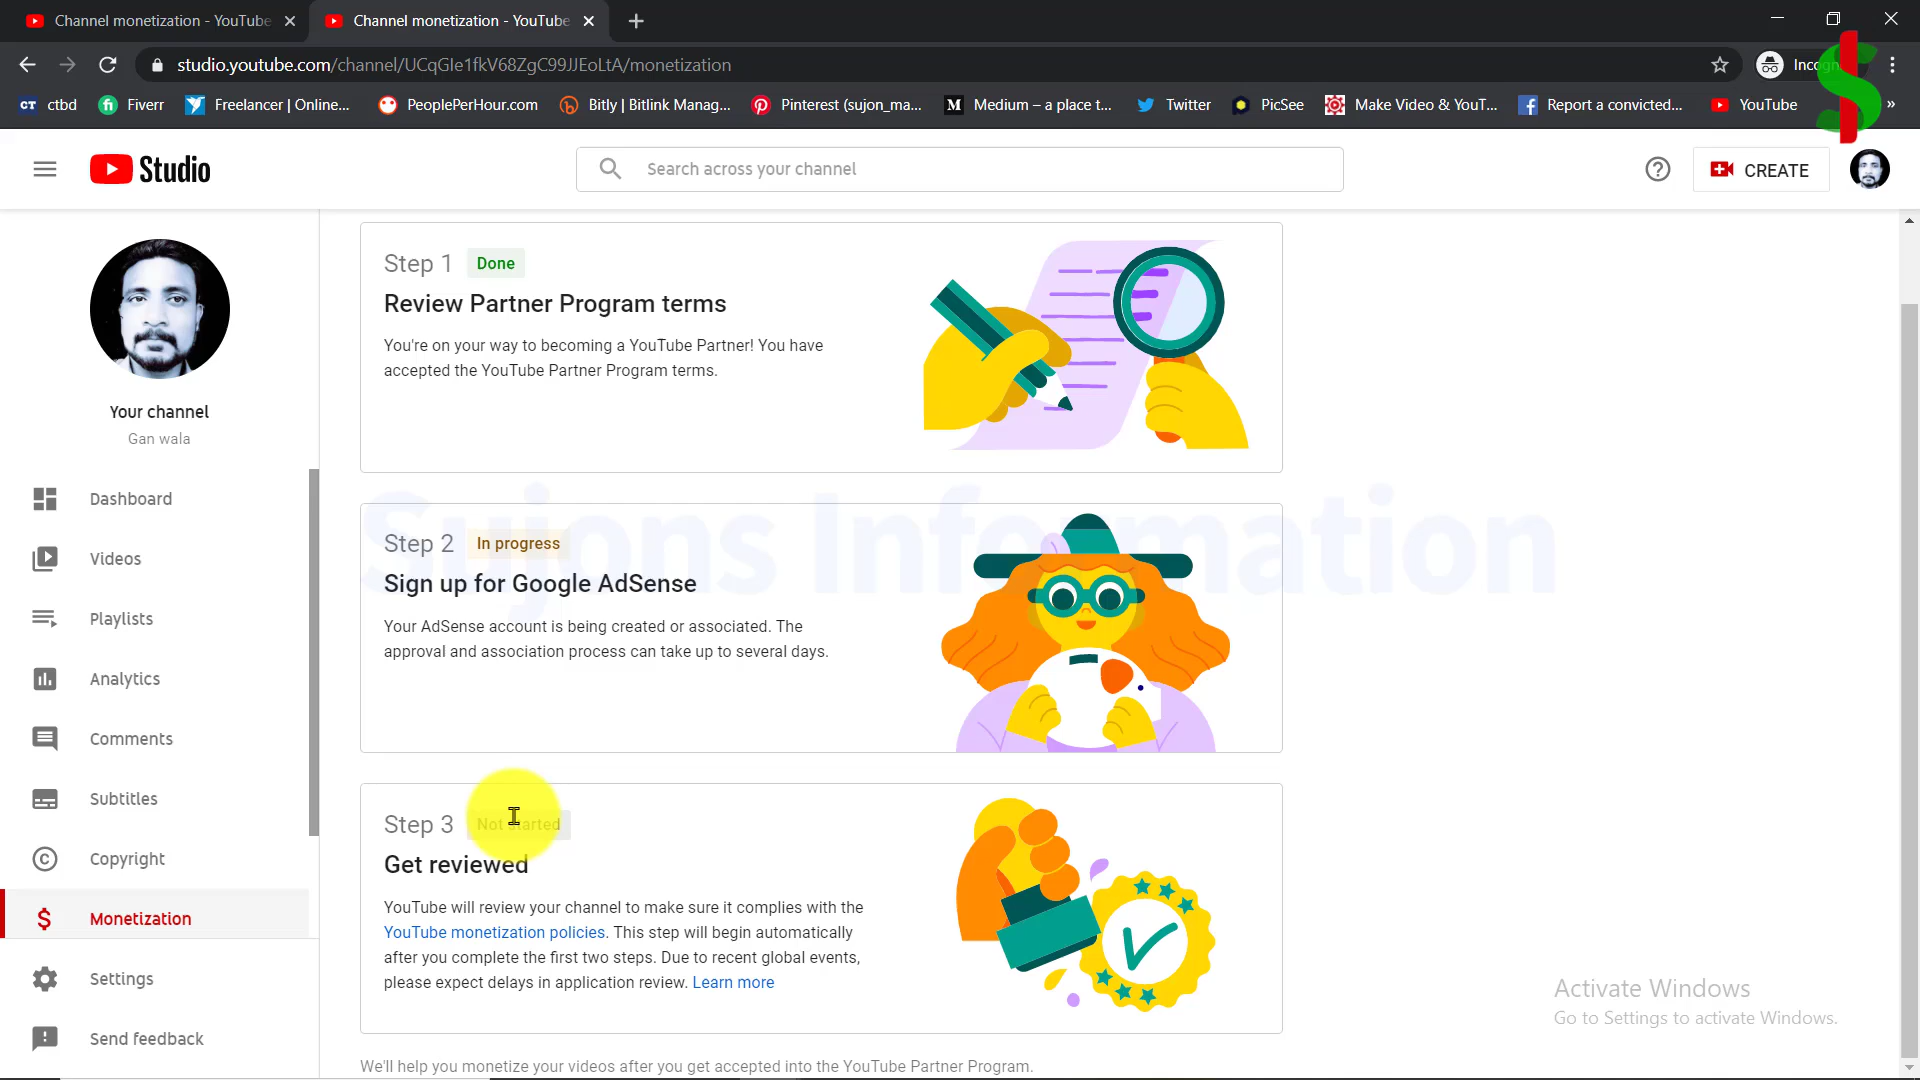 Channel monetization - YouTube
Channel monetization - YouTube
studio.youtube.com/channel/UCqGIe1fkV68ZgC99JJEoLtA/monetization
CT ctbd
fi Fiverr
Freelancer | Online...
PeoplePerHour.com
Bitly | Bitlink Manag...
Pinterest (sujon_ma...
M Medium – a place t...
Twitter
PicSee
Make Video & YouT...
Report a convicted...
YouTube
»
Studio
Search across your channel
CREATE
Your channel
Gan wala
Dashboard
Videos
Playlists
Analytics
Comments
Subtitles
Copyright
Monetization
Settings
Send feedback
Step 1 Done
Review Partner Program terms
You're on your way to becoming a YouTube Partner! You have
accepted the YouTube Partner Program terms.
Sujons Information
Step 2 In progress
Sign up for Google AdSense
Your AdSense account is being created or associated. The
approval and association process can take up to several days.
Step 3 Not started
Get reviewed
YouTube will review your channel to make sure it complies with the
YouTube monetization policies. This step will begin automatically
after you complete the first two steps. Due to recent global events,
please expect delays in application review. Learn more
We'll help you monetize your videos after you get accepted into the YouTube Partner Program.
Activate Windows
Go to Settings to activate Windows.